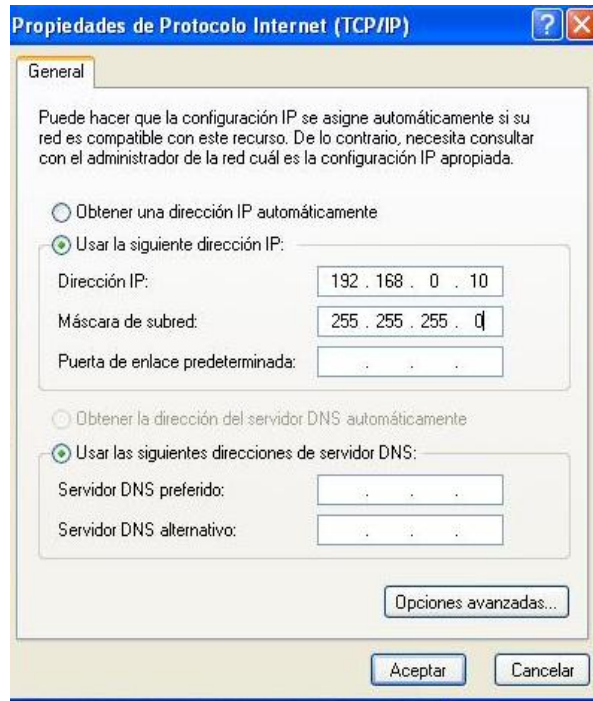 Propiedades de Protocolo Internet (TCP/IP)
General
Puede hacer que la configuración IP se asigne automáticamente si su
red es compatible con este recurso. De lo contrario, necesita consultar
con el administrador de la red cuál es la configuración IP apropiada.
Obtener una dirección IP automáticamente
Usar la siguiente dirección IP:
Dirección IP: 192 . 168 . 0 . 10
Máscara de subred: 255 . 255 . 255 . 0
Puerta de enlace predeterminada: . . .
Obtener la dirección del servidor DNS automáticamente
Usar las siguientes direcciones de servidor DNS:
Servidor DNS preferido: . . .
Servidor DNS alternativo: . . .
Opciones avanzadas...
Aceptar Cancelar